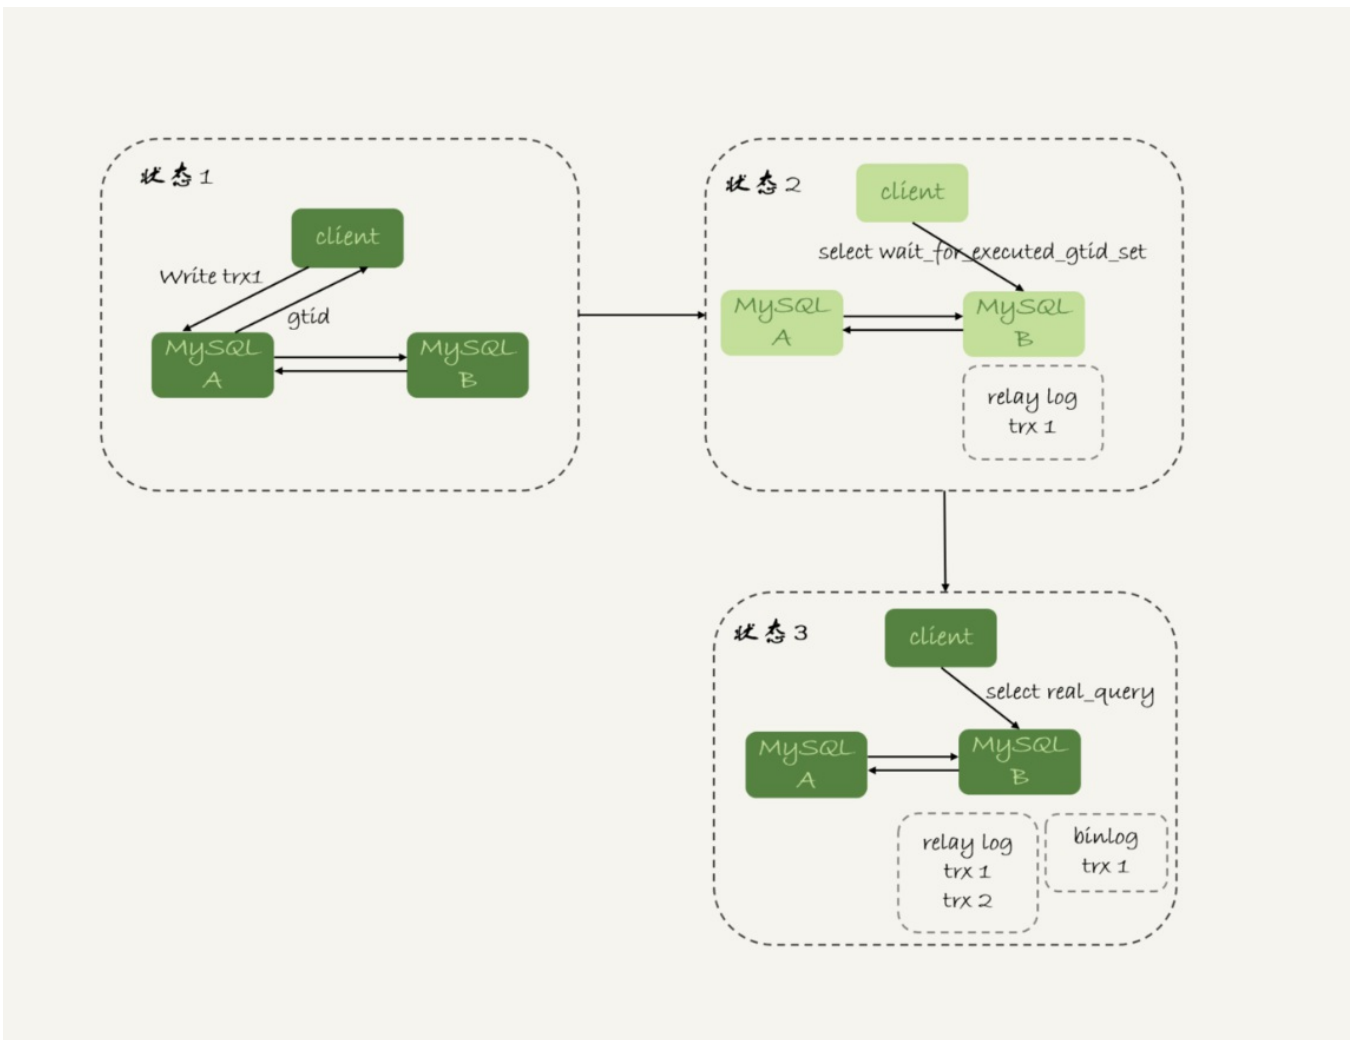 状态1
client
Write trx1
gtid
MySQL
A
MySQL
B
状态2
client
select wait_for_executed_gtid_set
MySQL
A
MySQL
B
relay log
trx 1
状态3
client
select real_query
MySQL
A
MySQL
B
relay log
trx 1
trx 2
binlog
trx 1